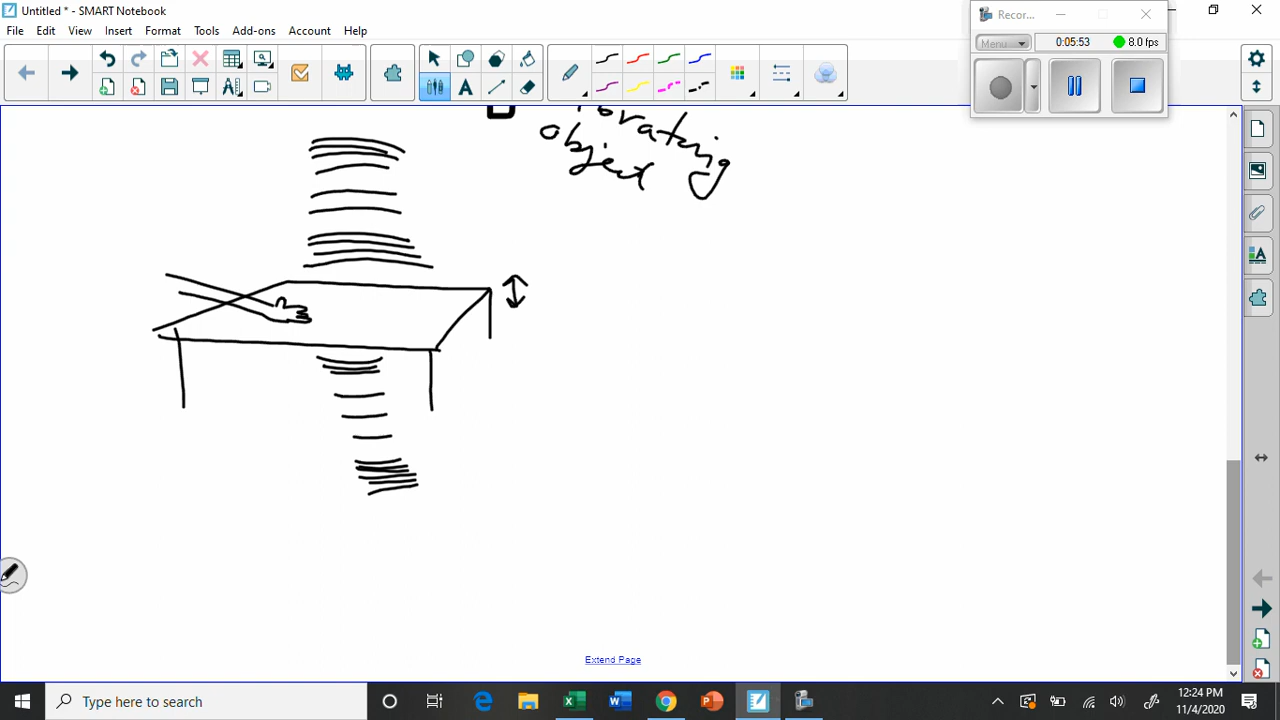 Untitled * - SMART Notebook
File Edit View Insert Format Tools Add-ons Account Help
Recor...
Menu
0:05:53
8.0 fps
object
Extend Page
Type here to search
12:24 PM
11/4/2020